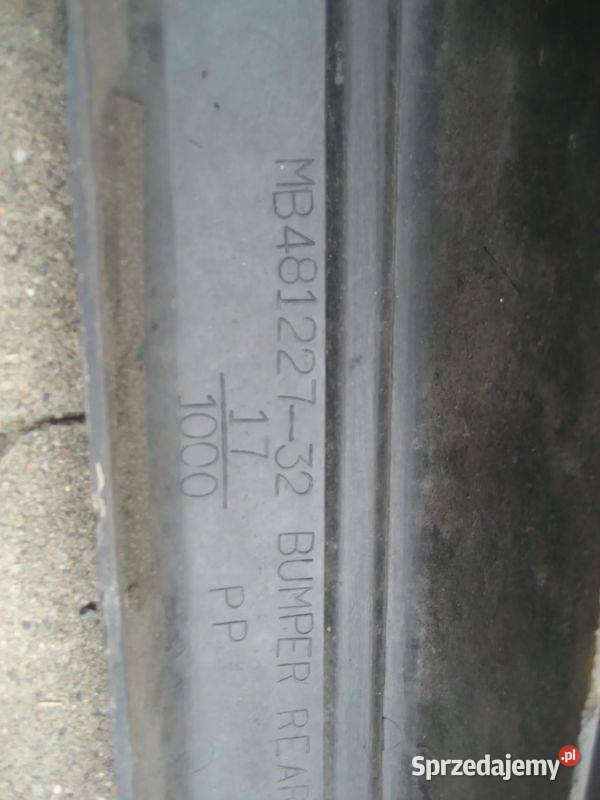 MB481227-32 BUMPER REAR
17
1000
PP
Sprzedajemy.pl